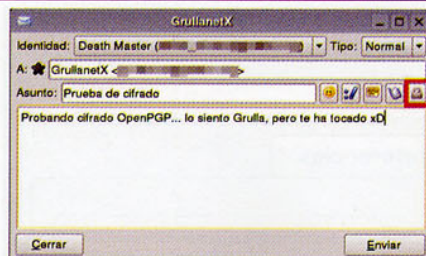 GrullanetX
Identidad: Death Master ( ) Tipo: Normal
A: GrullanetX <
Asunto: Prueba de cifrado
Probando cifrado OpenPGP... lo siento Grulla, pero te ha tocado xD
Cerrar Enviar